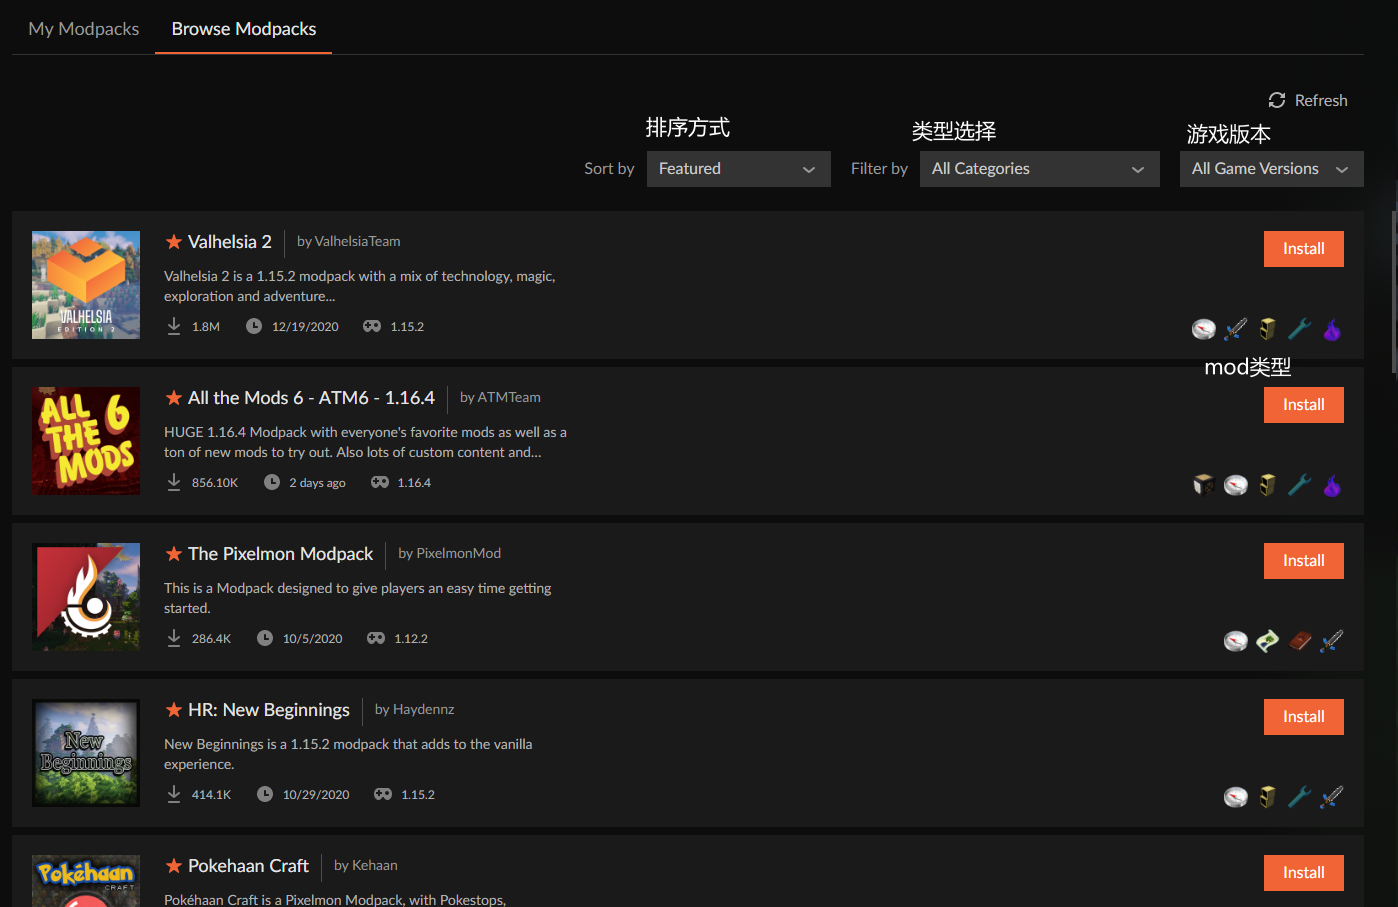 My Modpacks
Browse Modpacks
Refresh
排序方式
类型选择
游戏版本
Sort by
Featured
Filter by
All Categories
All Game Versions
VALHELSIA
EDITION 2
Valhelsia 2
by ValhelsiaTeam
Install
Valhelsia 2 is a 1.15.2 modpack with a mix of technology, magic,
exploration and adventure...
1.8M
12/19/2020
1.15.2
mod类型
ALL THE 6
MODS
All the Mods 6 - ATM6 - 1.16.4
by ATMTeam
Install
HUGE 1.16.4 Modpack with everyone's favorite mods as well as a
ton of new mods to try out. Also lots of custom content and...
856.10K
2 days ago
1.16.4
The Pixelmon Modpack
by PixelmonMod
Install
This is a Modpack designed to give players an easy time getting
started.
286.4K
10/5/2020
1.12.2
New
Beginnings
HR: New Beginnings
by Haydennz
Install
New Beginnings is a 1.15.2 modpack that adds to the vanilla
experience.
414.1K
10/29/2020
1.15.2
Pokéhaan
CRAFT
Pokehaan Craft
by Kehaan
Install
Pokéhaan Craft is a Pixelmon Modpack, with Pokestops,